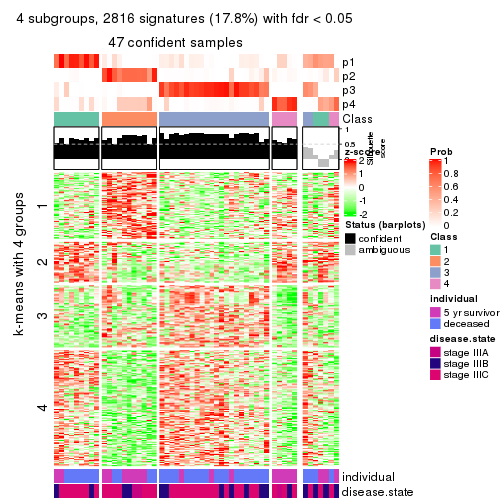 4 subgroups, 2816 signatures (17.8%) with fdr < 0.05
47 confident samples
p1
p2
p3
p4
Class
1
0.5
0
Silhouette
score
k-means with 4 groups
1
2
3
4
individual
disease.state
z-score
2
1
0
-1
-2
Status (barplots)
confident
ambiguous
Prob
1
0.8
0.6
0.4
0.2
0
Class
1
2
3
4
individual
5 yr survivor
deceased
disease.state
stage IIIA
stage IIIB
stage IIIC